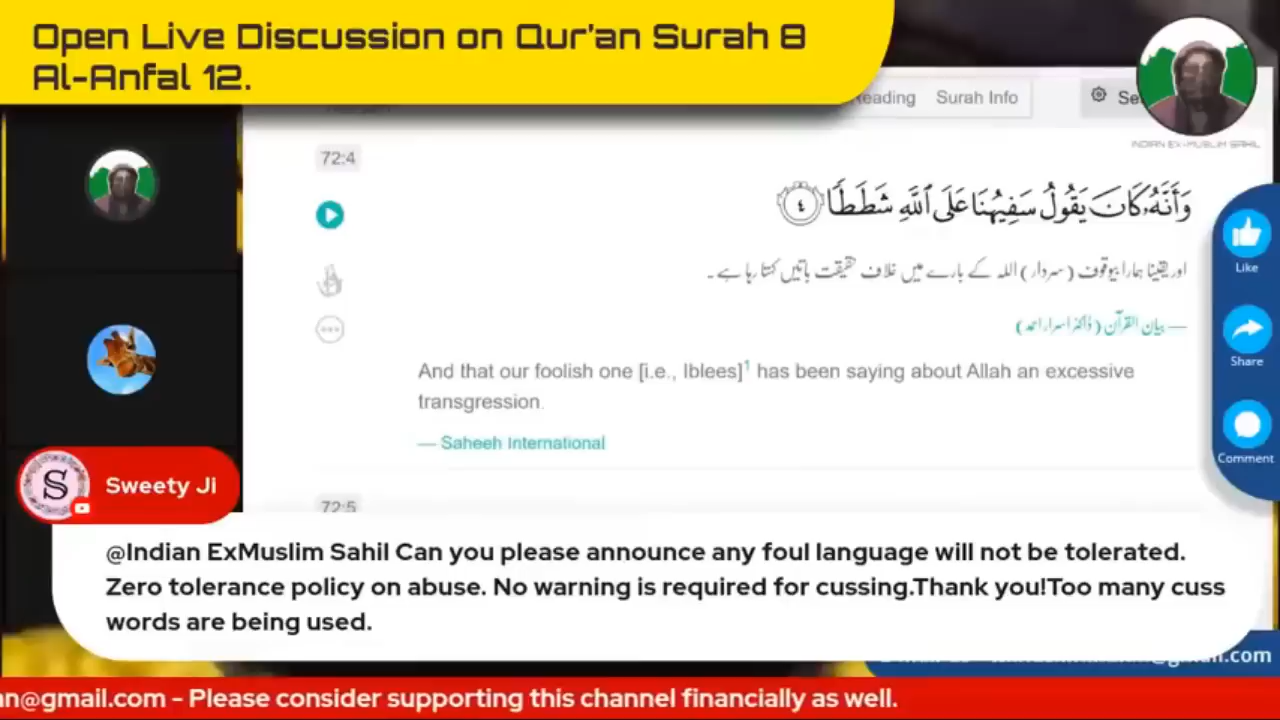 Open Live Discussion on Qur'an Surah 8
Al-Anfal 12.
Reading
Surah Info
INDIAN EX-MUSLIM SAHIL
72:4
وَأَنَّهُۥ كَانَ يَقُولُ سَفِيهُنَا عَلَى ٱللَّهِ شَطَطًا ٤
اور یقینا ہمارا بیوقوف (سردار) اللہ کے بارے میں خلاف حقیقت باتیں کہتا رہا ہے۔
— بیان القرآن (ڈاکٹر اسرار احمد)
And that our foolish one [i.e., Iblees]1 has been saying about Allah an excessive
transgression.
— Saheeh International
72:5
Like
Share
Comment
S
Sweety Ji
@Indian ExMuslim Sahil Can you please announce any foul language will not be tolerated.
Zero tolerance policy on abuse. No warning is required for cussing.Thank you!Too many cuss
words are being used.
@gmail.com - Please consider supporting this channel financially as well.